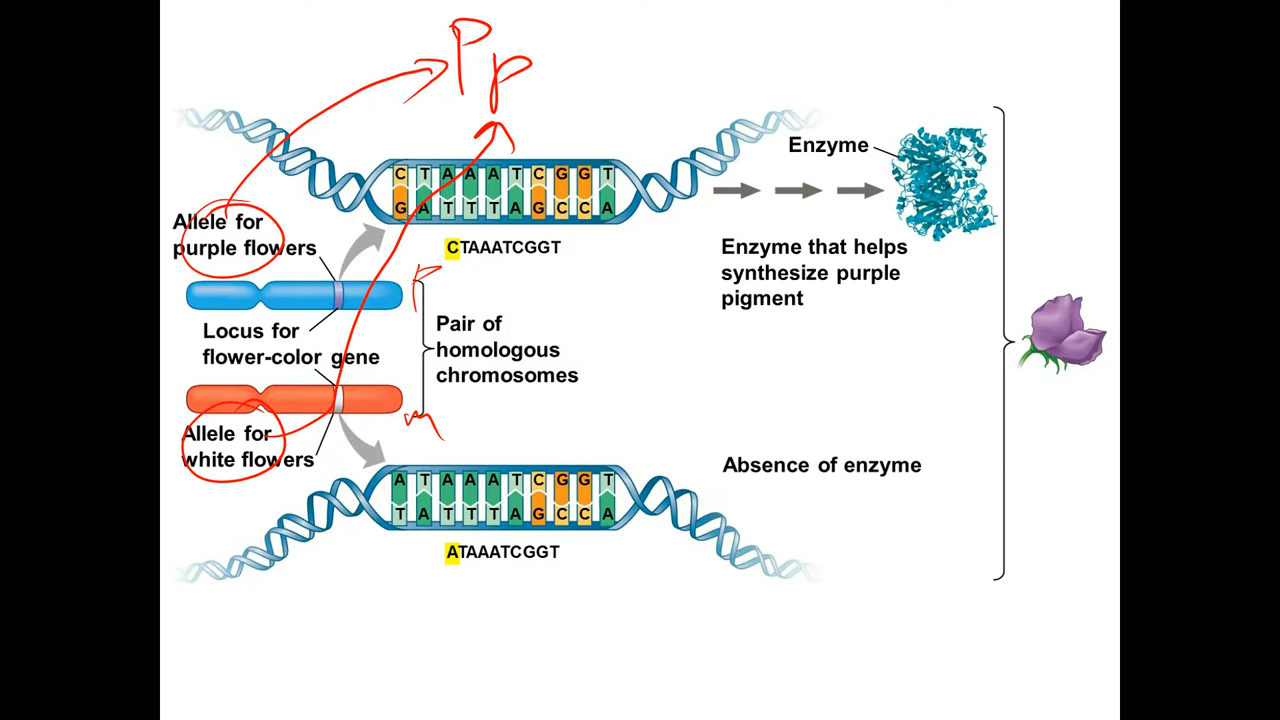 P p
Enzyme
C T A A A T C G G T
G A T T T A G C C A
Allele for
purple flowers
CTAAATCGGT
Enzyme that helps
synthesize purple
pigment
P
Locus for
flower-color gene
Pair of
homologous
chromosomes
m
Allele for
white flowers
Absence of enzyme
A T A A A T C G G T
T A T T T A G C C A
ATAAATCGGT